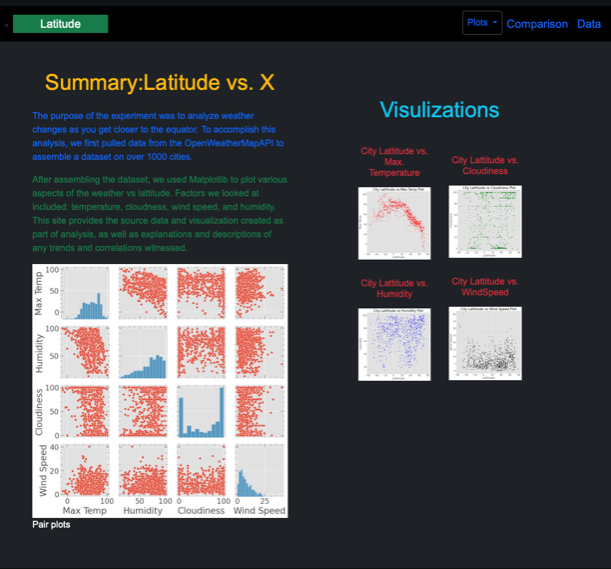 Latitude
Plots
Comparison
Data
Summary:Latitude vs. X
The purpose of the experiment was to analyze weather
changes as you get closer to the equator. To accomplish this
analysis, we first pulled data from the OpenWeatherMapAPI to
assemble a dataset on over 1000 cities.
After assembling the dataset, we used Matplotlib to plot various
aspects of the weather vs lattitude. Factors we looked at
included: temperature, cloudness, wind speed, and humidity.
This site provides the source data and visualization created as
part of analysis, as well as explanations and descriptions of
any trends and correlations witnessed.
Max Temp
100
50
0
Humidity
100
50
Cloudiness
100
50
0
Wind Speed
40
20
0
0 100 50 100 0 100 0 25
Max Temp Humidity Cloudiness Wind Speed
Pair plots
Visulizations
City Lattitude vs.
Max.
Temperature
City Lattitude vs.
Cloudiness
City Latitude vs Max Temp Plot
City Latitude vs Cloudiness Plot
City Lattitude vs.
Humidity
City Lattitude vs.
WindSpeed
City Latitude vs Humidity Plot
City Latitude vs Wind Speed Plot